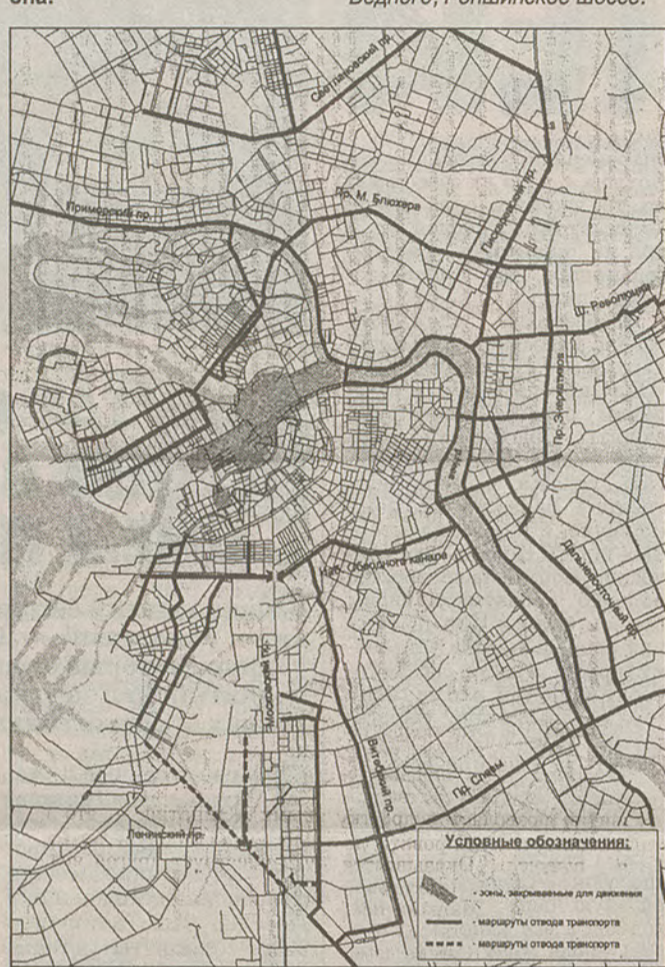 Бедного, Ропшинское шоссе.
Светлановский пр.
Приморский пр.
Пр. М. Блюхера
Пискаревский пр.
Ш. Революции
Пр. Энергетиков
р. Нева
Наб. Обводного канала
Дальневосточный пр.
Московский пр.
Витебский пр.
Пр. Славы
Ленинский пр.
Условные обозначения:
- зоны, закрываемые для движения
- маршруты отвода транспорта
- маршруты отвода транспорта